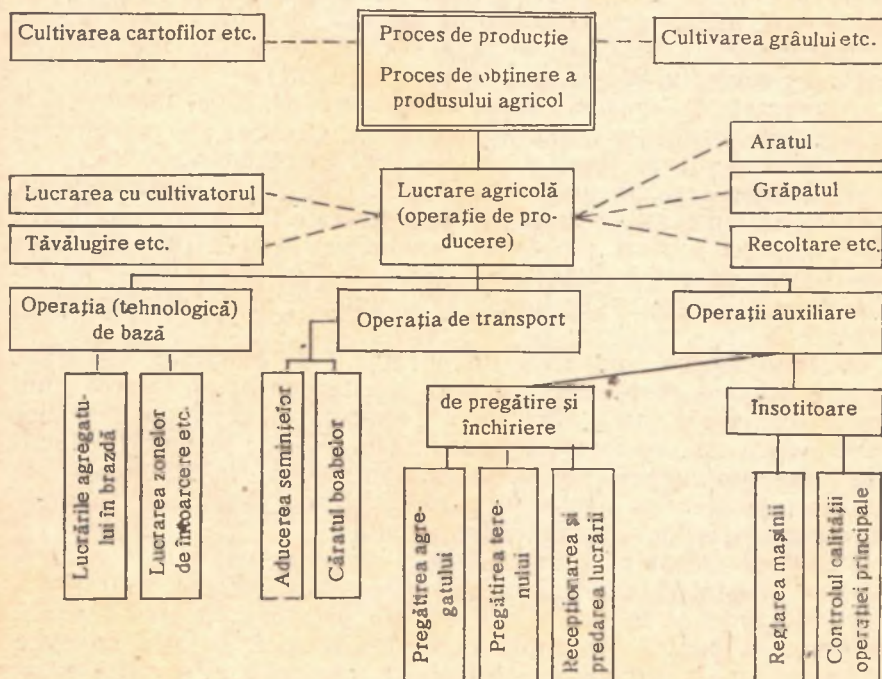 Cultivarea cartofilor etc.
Proces de producție
Proces de obținere a
produsului agricol
Cultivarea grâului etc.
Aratul
Lucrarea cu cultivatorul
Tăvălugire etc.
Lucrare agricolă
(operație de pro-
ducere)
Grăpatul
Recoltare etc.
Operația (tehnologică)
de bază
Operația de transport
Operații auxiliare
Lucrările agregatu-
lui în brazdă
Lucrarea zonelor
de întoarcere etc.
Aducerea semințelor
Căratul boabelor
de pregătire și
închiriere
Însotitoare
Pregătirea agre-
gatului
Pregătirea tere-
nului
Recepționarea și
predarea lucrării
Reglarea mașinii
Controlul calității
operației principale